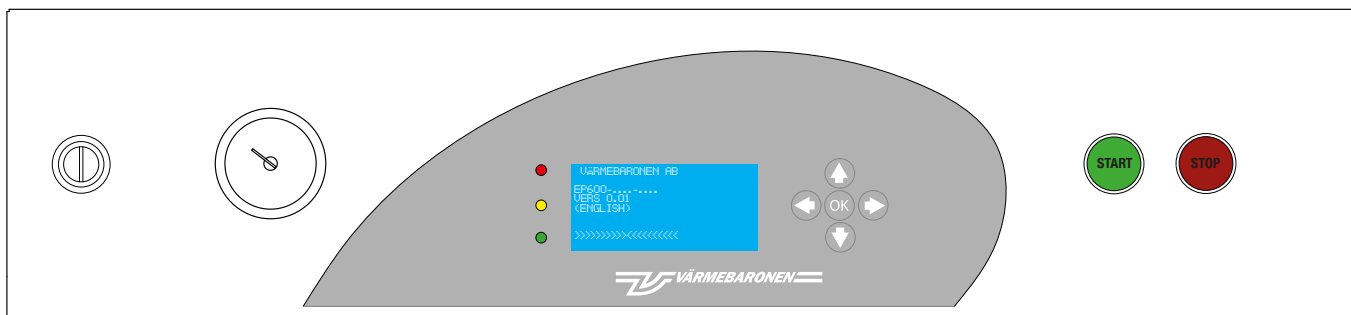 VäRMEBARONEN AB
EP600-....-....
VERS 0.01
(ENGLISH)
>>>>>>>>>><<<<<<<<<<
OK
START
STOP
VÄRMEBARONEN